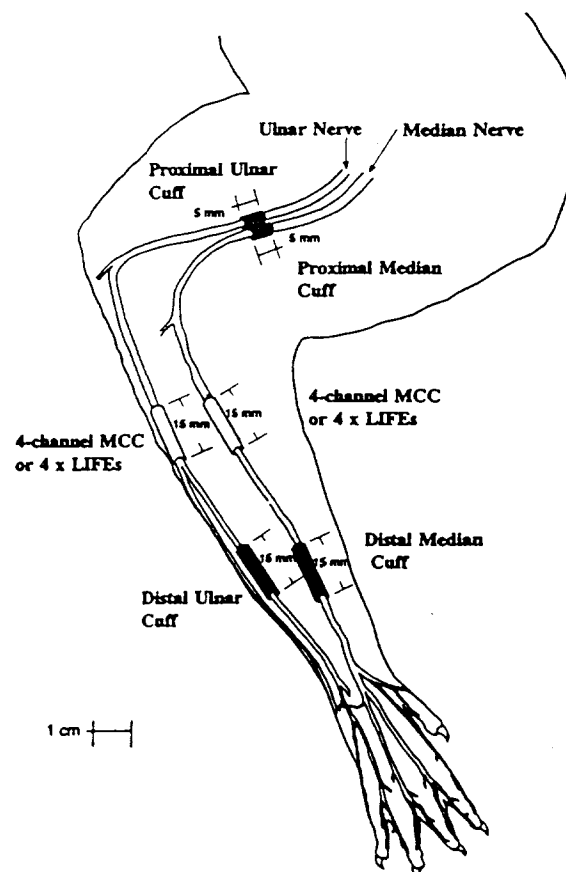 Ulnar Nerve
Median Nerve
Proximal Ulnar
Cuff
5 mm
5 mm
Proximal Median
Cuff
15 mm
15 mm
4-channel MCC
or 4 x LIFEs
4-channel MCC
or 4 x LIFEs
15 mm
15 mm
Distal Median
Cuff
Distal Ulnar
Cuff
1 cm